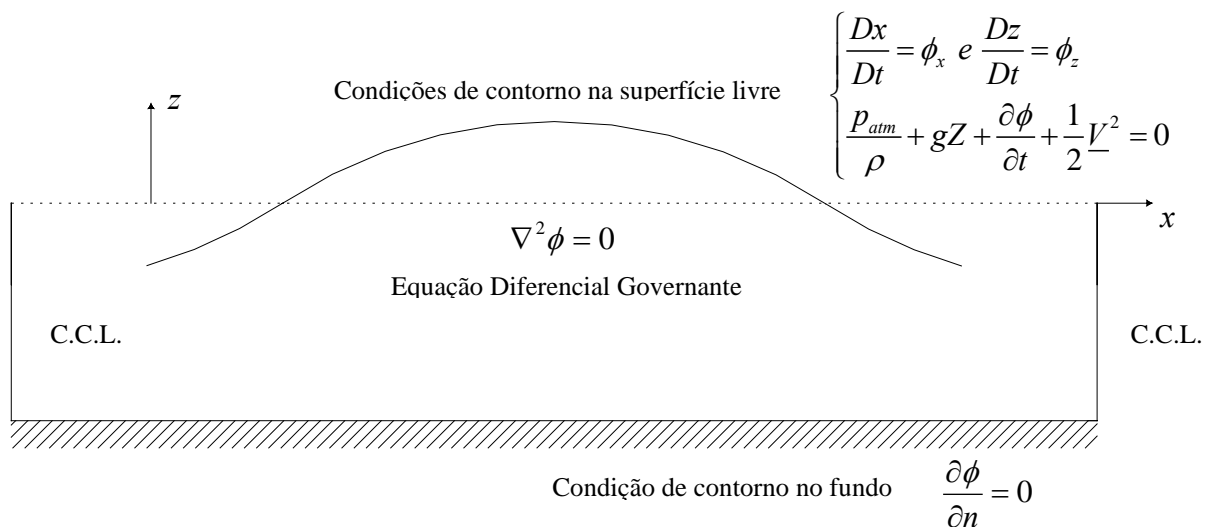 Dx/Dt = ϕ_x e Dz/Dt = ϕ_z
Condições de contorno na superfície livre
z
p_atm/ρ + gZ + ∂ϕ/∂t + 1/2 V² = 0
x
∇²ϕ = 0
Equação Diferencial Governante
C.C.L.
C.C.L.
Condição de contorno no fundo ∂ϕ/∂n = 0